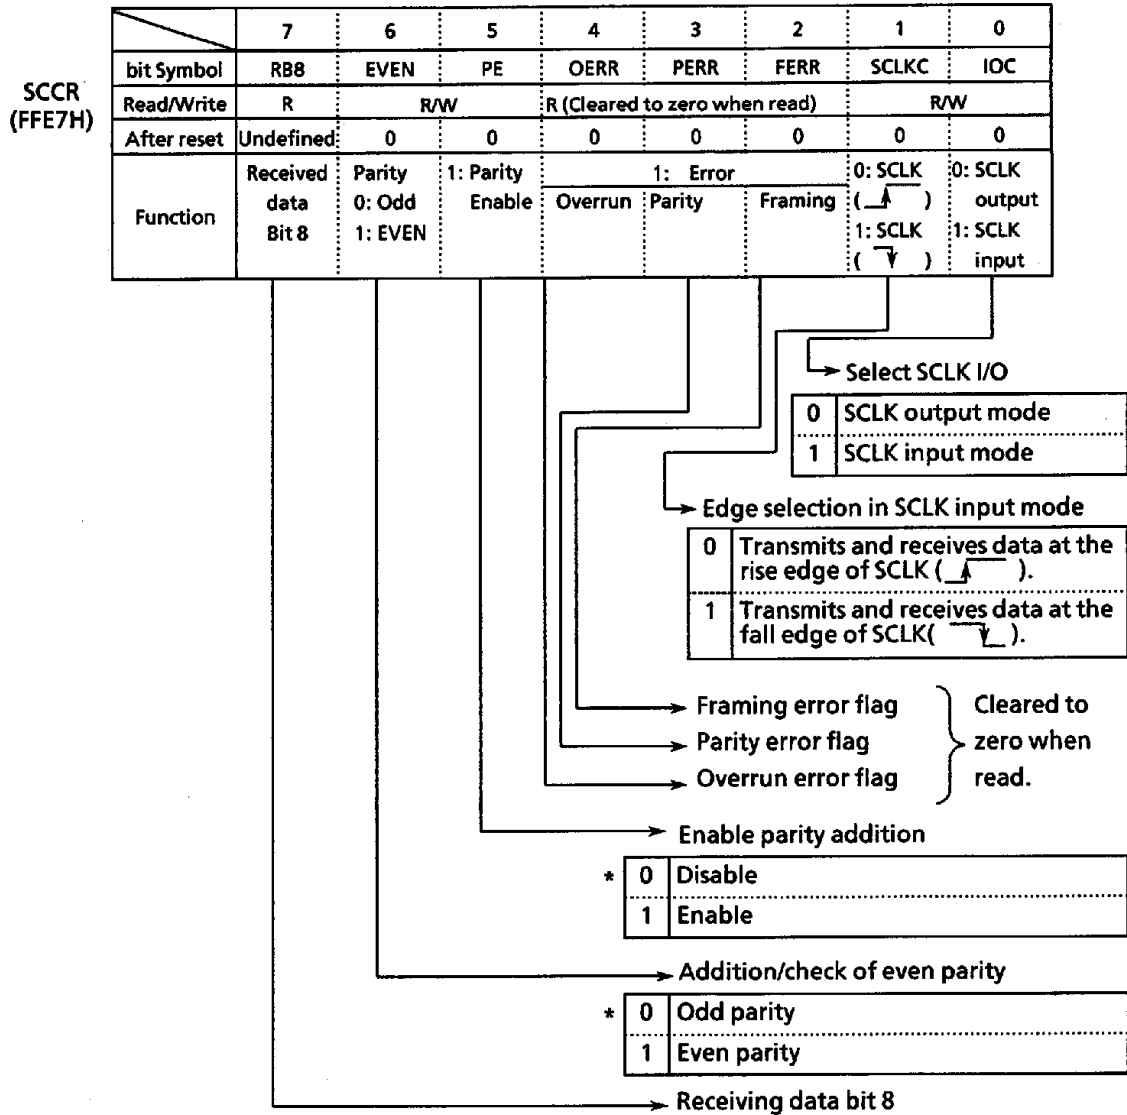 7 6 5 4 3 2 1 0
bit Symbol RB8 EVEN PE OERR PERR FERR SCLKC IOC
SCCR
(FFE7H)
Read/Write R R/W R (Cleared to zero when read) R/W
After reset Undefined 0 0 0 0 0 0 0
Function
Received
data
Bit 8
Parity
0: Odd
1: EVEN
1: Parity
Enable
1: Error
Overrun
Parity
Framing
0: SCLK
( )
1: SCLK
( )
0: SCLK
output
1: SCLK
input
Select SCLK I/O
0 SCLK output mode
1 SCLK input mode
Edge selection in SCLK input mode
0 Transmits and receives data at the
rise edge of SCLK ( ).
1 Transmits and receives data at the
fall edge of SCLK( ).
Framing error flag
Parity error flag
Overrun error flag
Cleared to
zero when
read.
Enable parity addition
* 0 Disable
1 Enable
Addition/check of even parity
* 0 Odd parity
1 Even parity
Receiving data bit 8